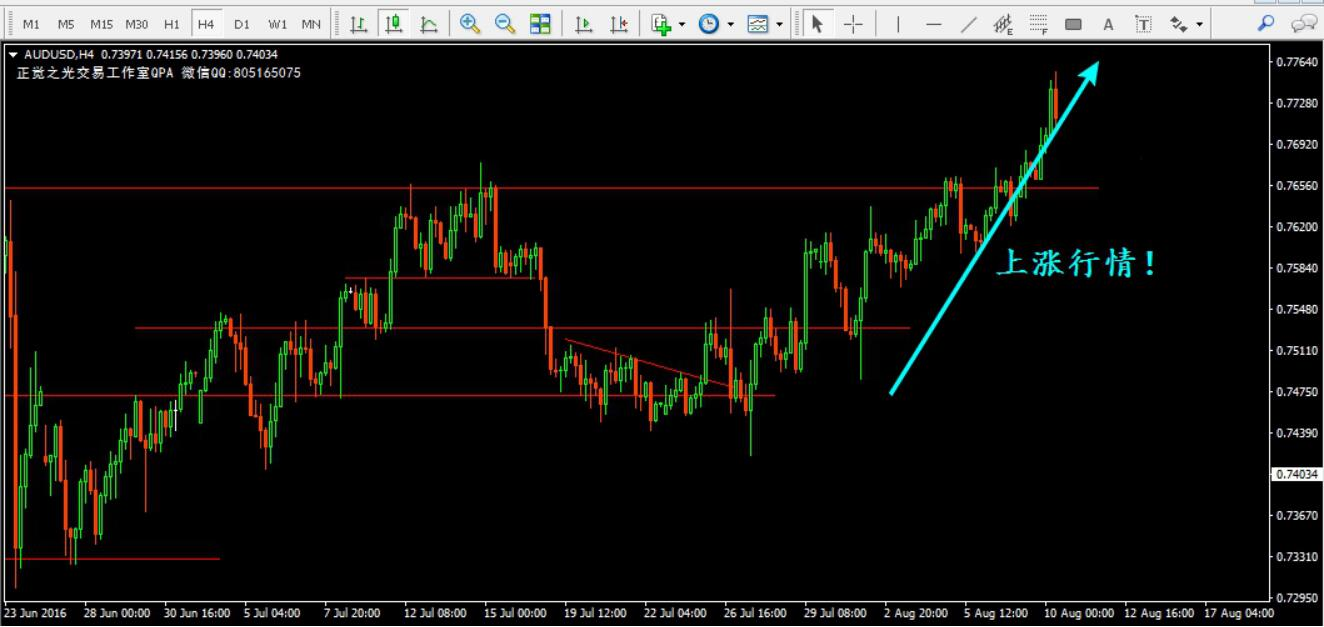 M1 M5 M15 M30 H1 H4 D1 W1 MN E F A T
AUDUSD,H4 0.73971 0.74156 0.73960 0.74034
正觉之光交易工作室QPA 微信QQ:805165075
0.77640
0.77280
0.76920
0.76560
0.76200
上涨行情!
0.75840
0.75480
0.75110
0.74750
0.74390
0.74034
0.73670
0.73310
0.72950
23 Jun 2016 28 Jun 00:00 30 Jun 16:00 5 Jul 04:00 7 Jul 20:00 12 Jul 08:00 15 Jul 00:00 19 Jul 12:00 22 Jul 04:00 26 Jul 16:00 29 Jul 08:00 2 Aug 20:00 5 Aug 12:00 10 Aug 00:00 12 Aug 16:00 17 Aug 04:00